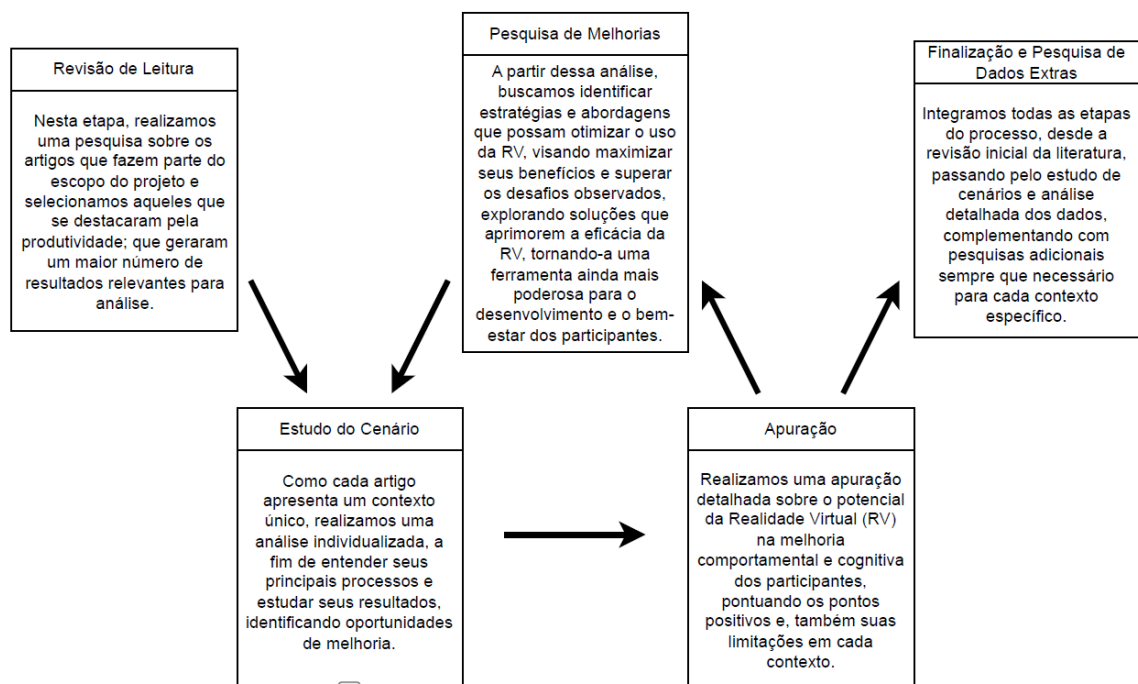 Revisão de Leitura
Nesta etapa, realizamos
uma pesquisa sobre os
artigos que fazem parte do
escopo do projeto e
selecionamos aqueles que
se destacaram pela
produtividade; que geraram
um maior número de
resultados relevantes para
análise.
Pesquisa de Melhorias
A partir dessa análise,
buscamos identificar
estratégias e abordagens
que possam otimizar o uso
da RV, visando maximizar
seus benefícios e superar
os desafios observados,
explorando soluções que
aprimorem a eficácia da
RV, tornando-a uma
ferramenta ainda mais
poderosa para o
desenvolvimento e o bem-
estar dos participantes.
Finalização e Pesquisa de
Dados Extras
Integramos todas as etapas
do processo, desde a
revisão inicial da literatura,
passando pelo estudo de
cenários e análise
detalhada dos dados,
complementando com
pesquisas adicionais
sempre que necessário
para cada contexto
específico.
Estudo do Cenário
Como cada artigo
apresenta um contexto
único, realizamos uma
análise individualizada, a
fim de entender seus
principais processos e
estudar seus resultados,
identificando oportunidades
de melhoria.
Apuração
Realizamos uma apuração
detalhada sobre o potencial
da Realidade Virtual (RV)
na melhoria
comportamental e cognitiva
dos participantes,
pontuando os pontos
positivos e, também suas
limitações em cada
contexto.